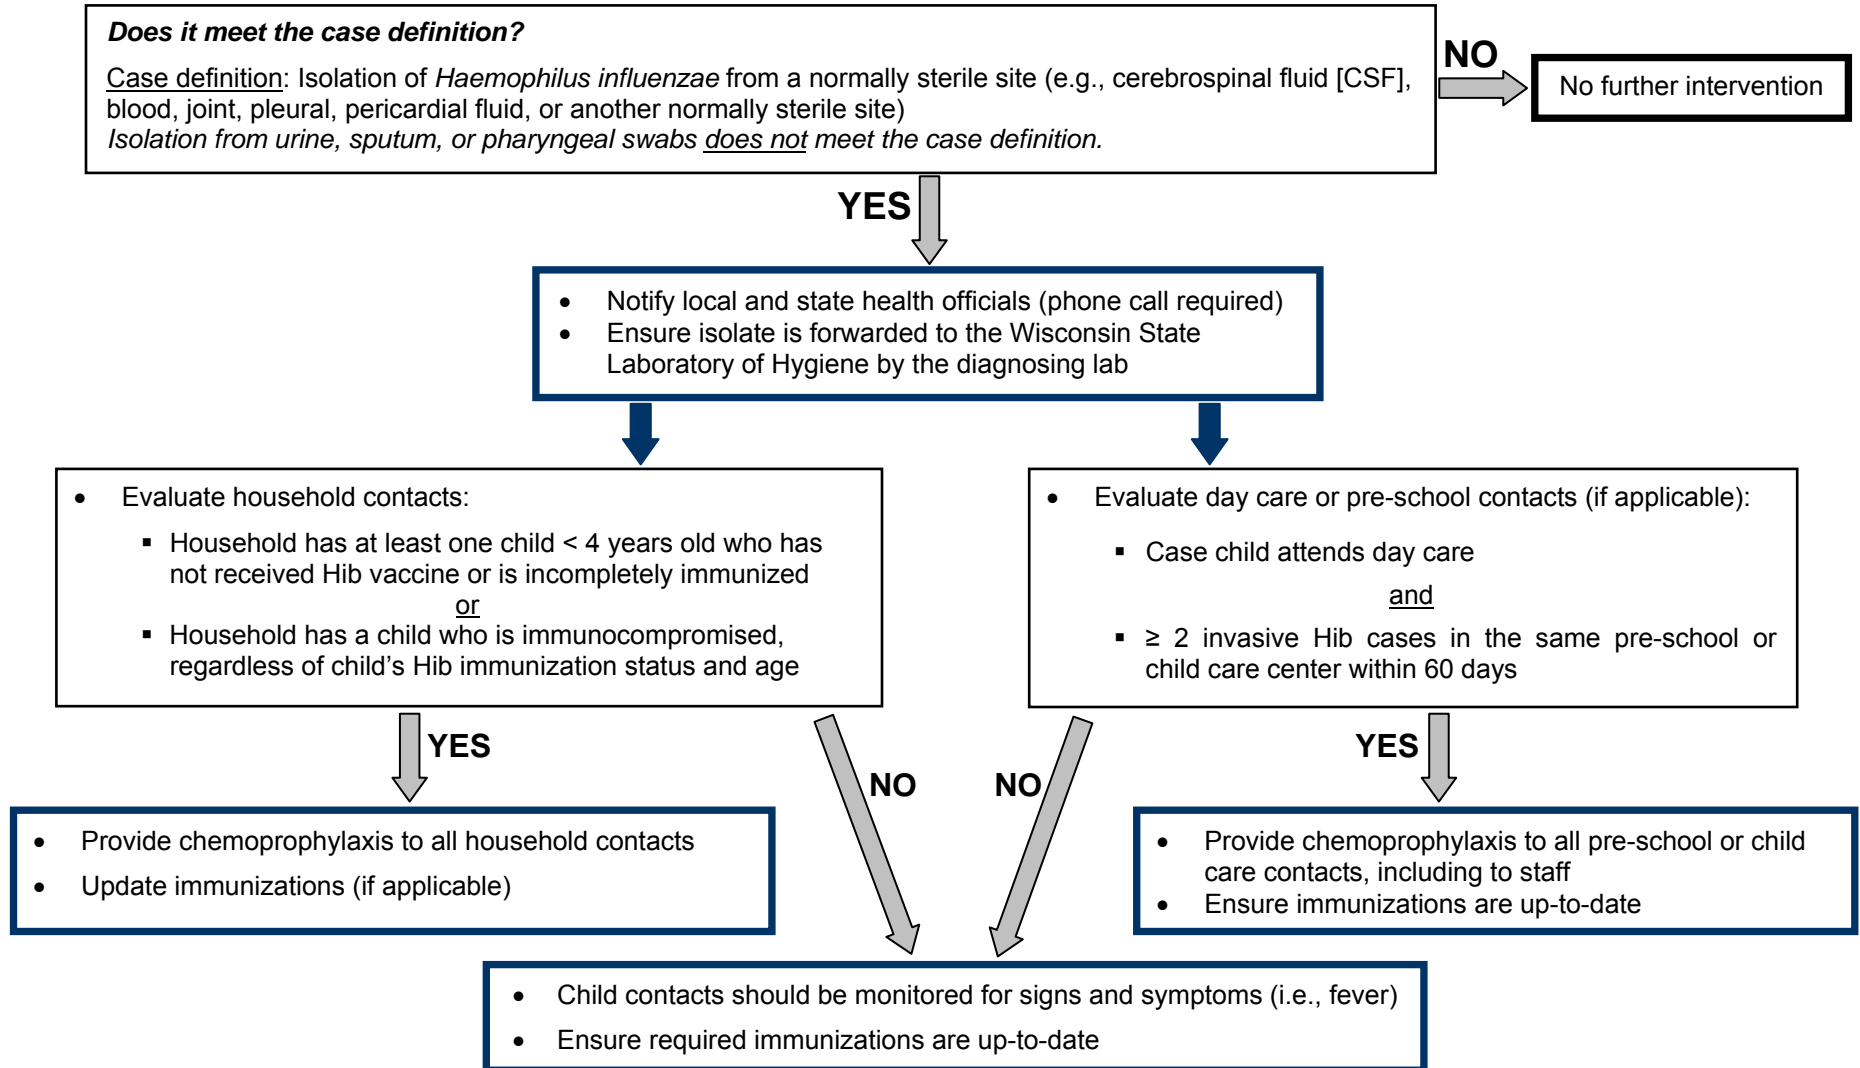 Does it meet the case definition?
Case definition: Isolation of Haemophilus influenzae from a normally sterile site (e.g., cerebrospinal fluid [CSF],
blood, joint, pleural, pericardial fluid, or another normally sterile site)
Isolation from urine, sputum, or pharyngeal swabs does not meet the case definition.
NO
No further intervention
YES
• Notify local and state health officials (phone call required)
• Ensure isolate is forwarded to the Wisconsin State
Laboratory of Hygiene by the diagnosing lab
• Evaluate household contacts:
▪ Household has at least one child < 4 years old who has
not received Hib vaccine or is incompletely immunized
or
▪ Household has a child who is immunocompromised,
regardless of child's Hib immunization status and age
• Evaluate day care or pre-school contacts (if applicable):
▪ Case child attends day care
and
▪ ≥ 2 invasive Hib cases in the same pre-school or
child care center within 60 days
YES
NO
NO
YES
• Provide chemoprophylaxis to all household contacts
• Update immunizations (if applicable)
• Provide chemoprophylaxis to all pre-school or child
care contacts, including to staff
• Ensure immunizations are up-to-date
• Child contacts should be monitored for signs and symptoms (i.e., fever)
• Ensure required immunizations are up-to-date